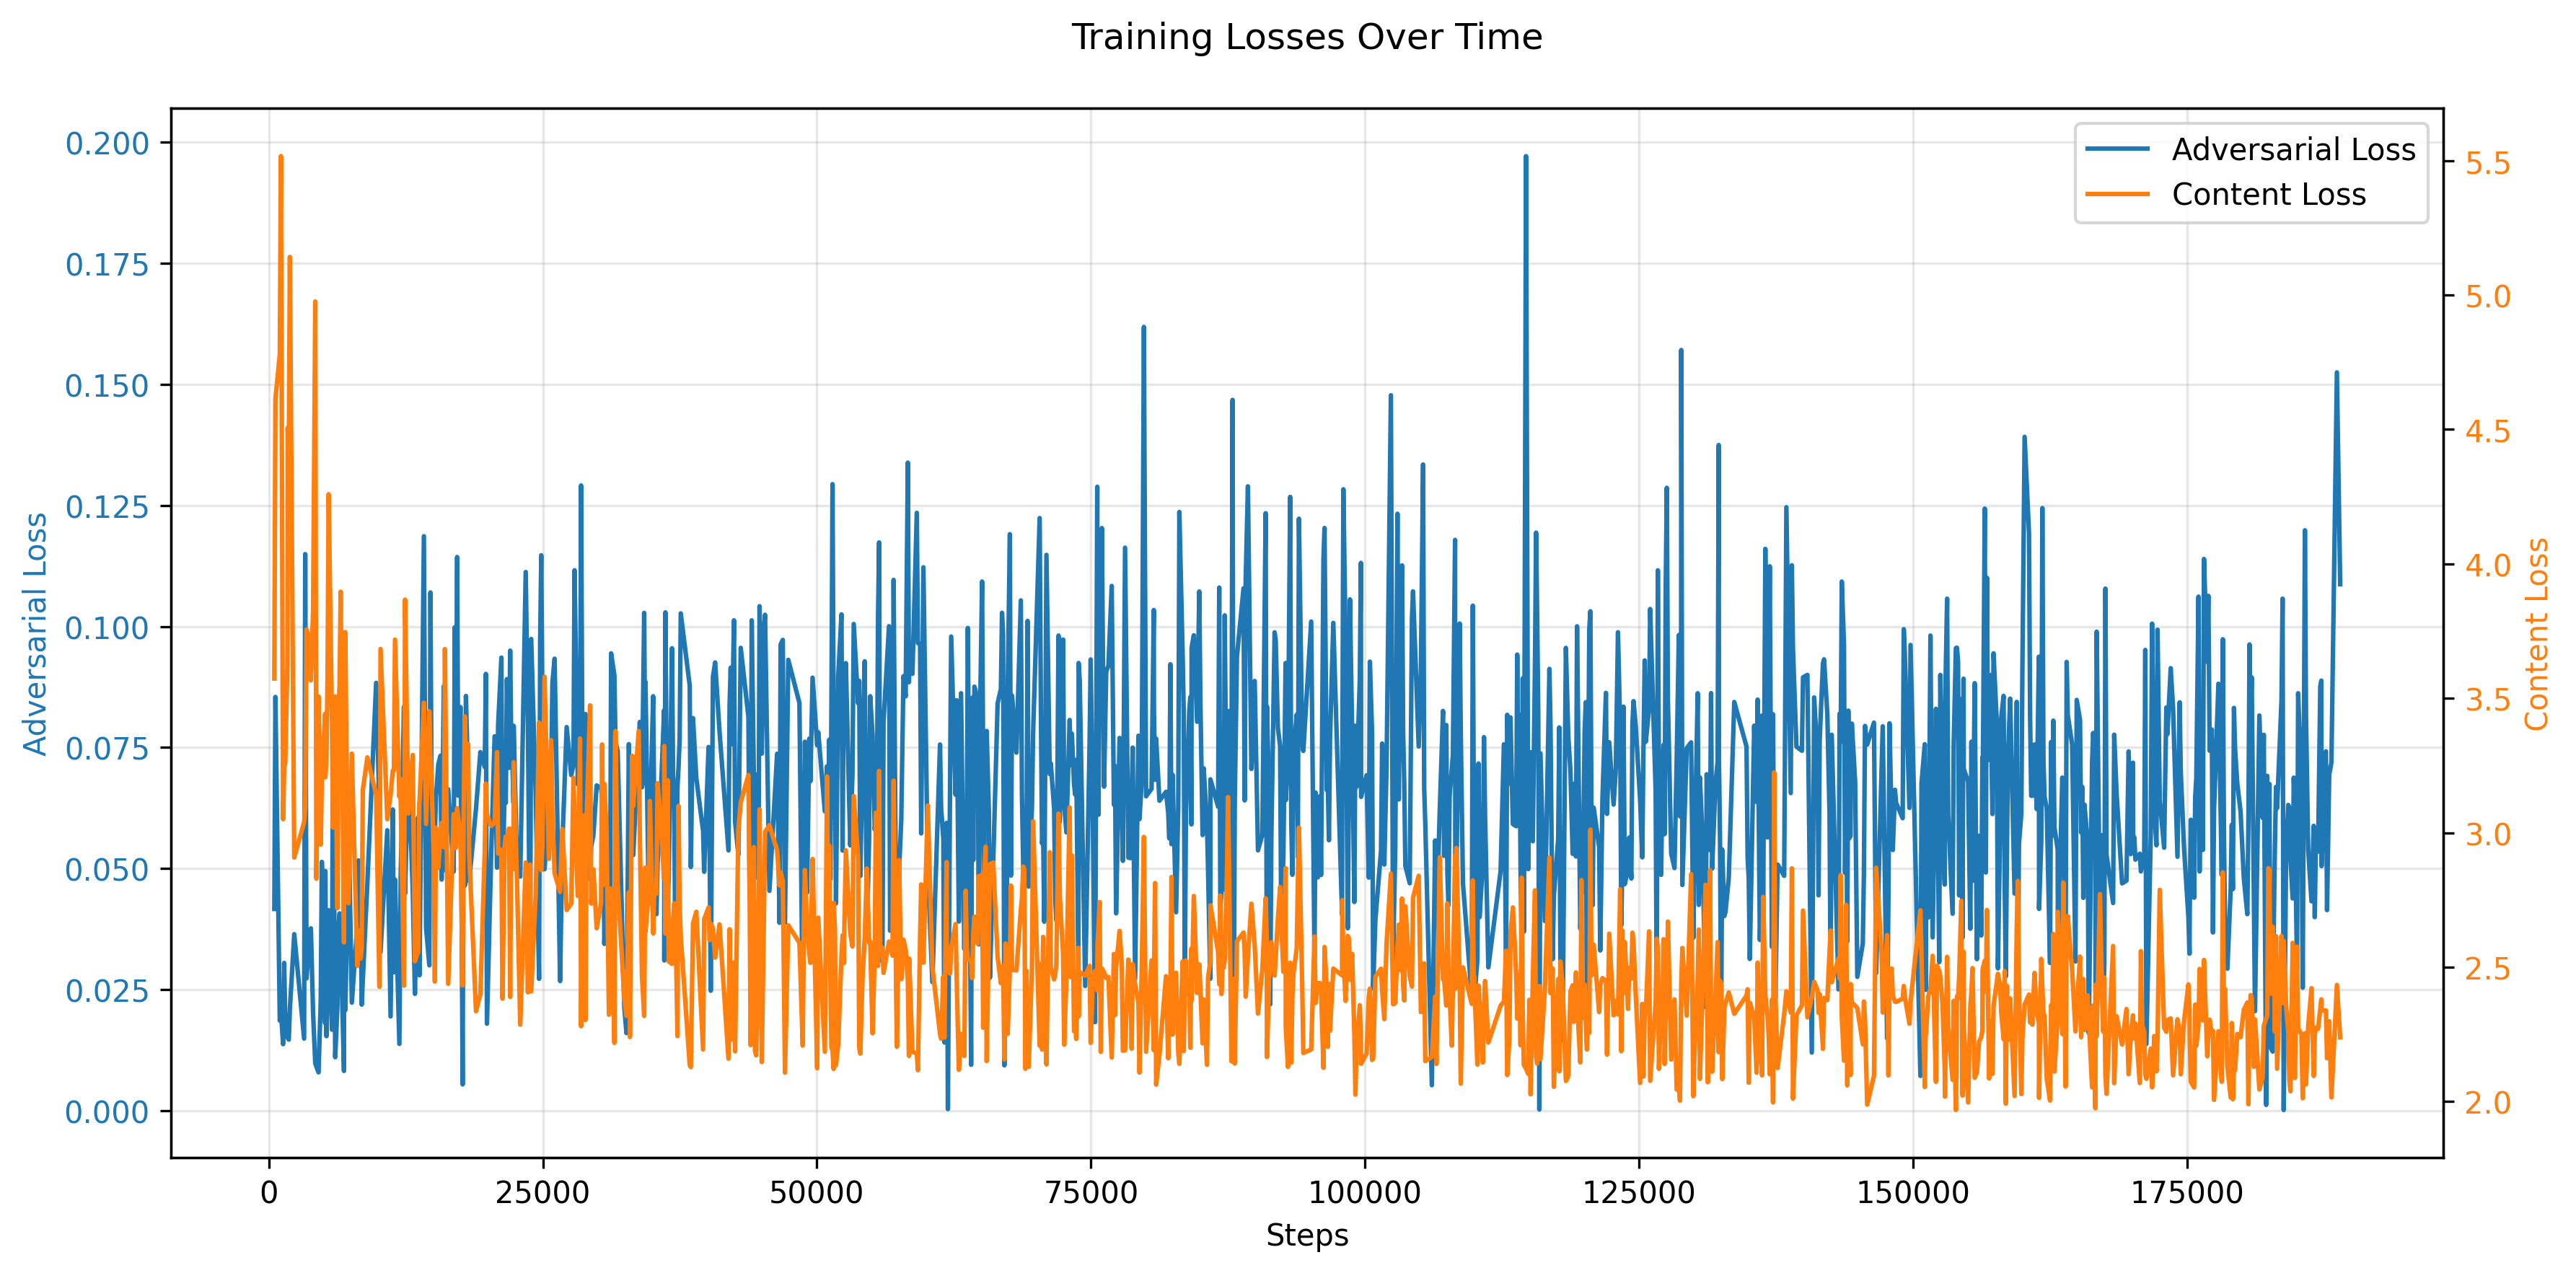 Training Losses Over Time
Adversarial Loss
Content Loss
0.200
0.175
0.150
0.125
0.100
0.075
0.050
0.025
0.000
Adversarial Loss
5.5
5.0
4.5
4.0
3.5
3.0
2.5
2.0
Content Loss
0 25000 50000 75000 100000 125000 150000 175000
Steps